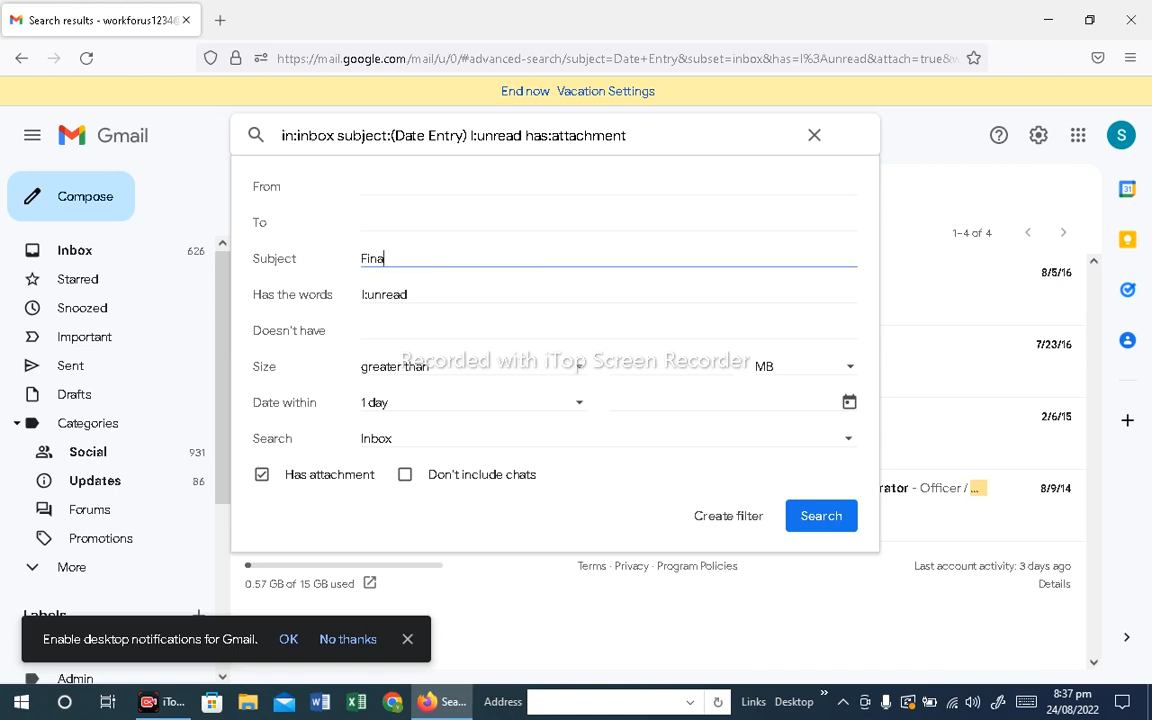 Search results - workforus1234@
https://mail.google.com/mail/u/0/#advanced-search/subject=Date+Entry&subset=inbox&has=l%3Aunread&attach=true&
End now Vacation Settings
Gmail
in:inbox subject:(Date Entry) l:unread has:attachment
S
Compose
From
To
Subject Fina
Has the words l:unread
Doesn't have
Size greater than MB
Date within 1 day
Search Inbox
Has attachment Don't include chats
Create filter Search
Recorded with iTop Screen Recorder
Inbox 626
Starred
Snoozed
Important
Sent
Drafts
Categories
Social 931
Updates 86
Forums
Promotions
More
Labels
Admin
1-4 of 4
8/5/16
7/23/16
2/6/15
rator - Officer / ... 8/9/14
31
0.57 GB of 15 GB used
Terms · Privacy · Program Policies
Last account activity: 3 days ago
Details
Enable desktop notifications for Gmail. OK No thanks
iTo...
Sea...
Address
Links Desktop
8:37 pm
24/08/2022